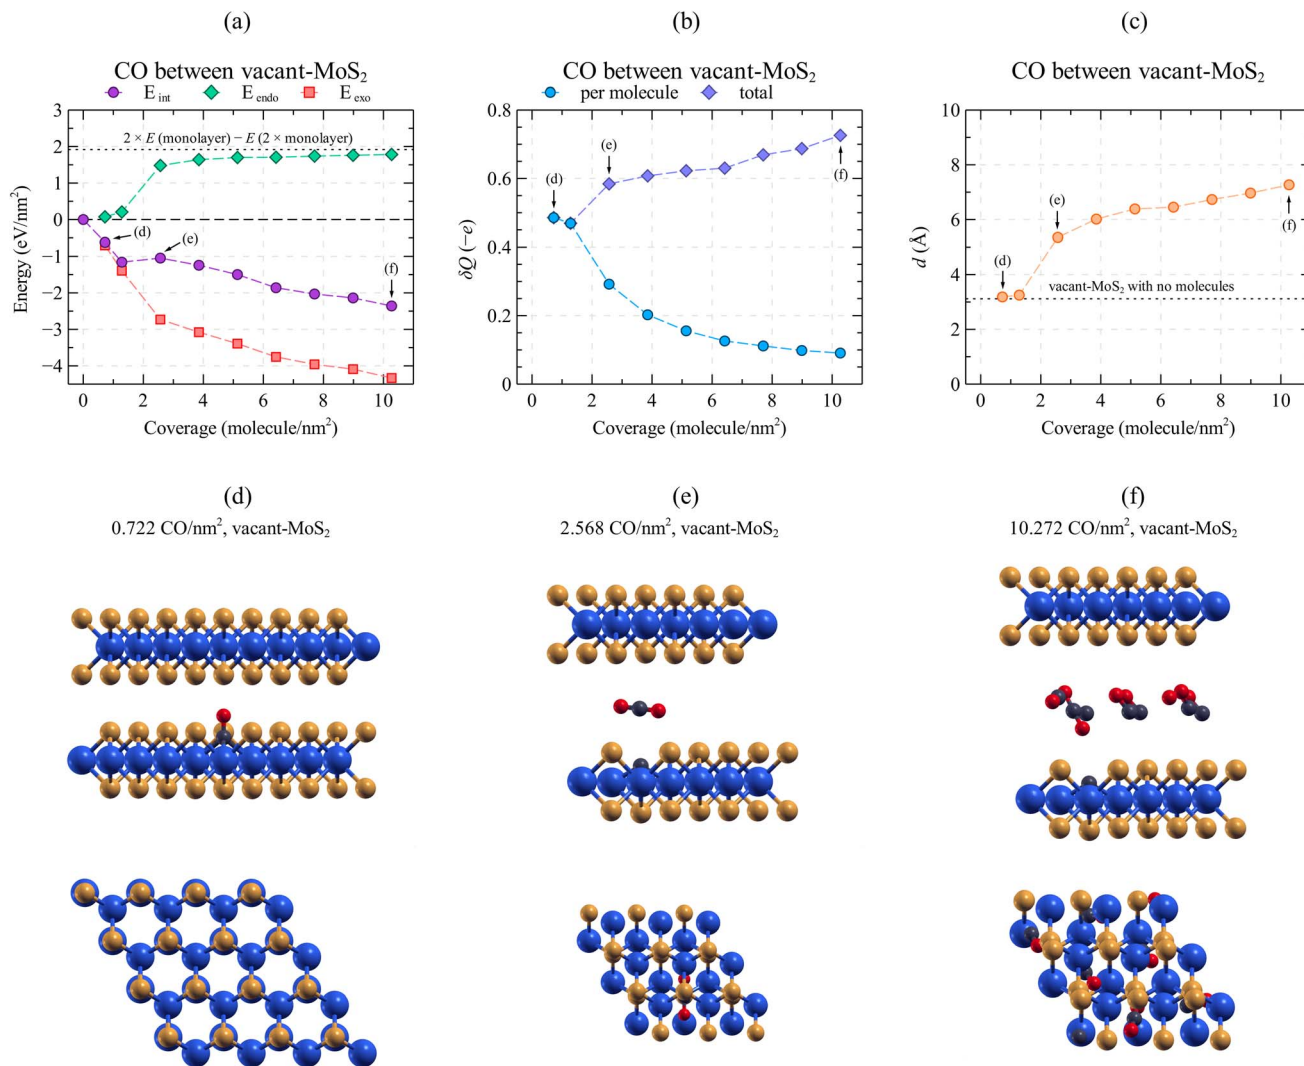 (a)
CO between vacant-MoS₂
E int E endo E exo
2 × E (monolayer) − E (2 × monolayer)
3
2
1
0
−1
−2
−3
−4
(d)
(e)
(f)
Energy (eV/nm²)
0 2 4 6 8 10
Coverage (molecule/nm²)
(b)
CO between vacant-MoS₂
per molecule total
0.8
0.6
0.4
0.2
0
(d)
(e)
(f)
δQ (−e)
0 2 4 6 8 10
Coverage (molecule/nm²)
(c)
CO between vacant-MoS₂
10
8
6
4
2
0
(d)
(e)
(f)
vacant-MoS₂ with no molecules
d (Å)
0 2 4 6 8 10
Coverage (molecule/nm²)
(d)
0.722 CO/nm², vacant-MoS₂
(e)
2.568 CO/nm², vacant-MoS₂
(f)
10.272 CO/nm², vacant-MoS₂